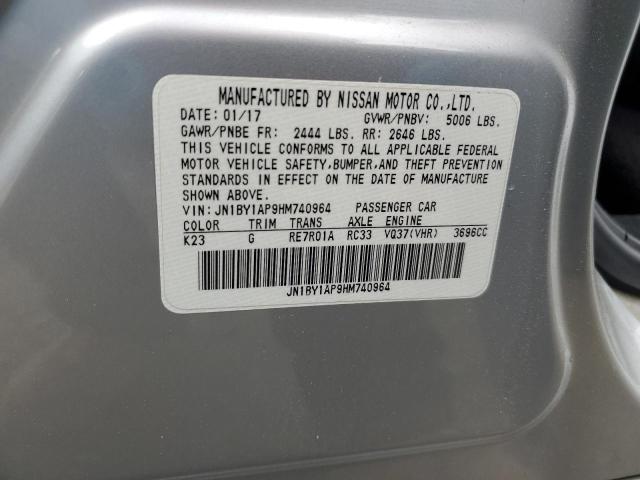 MANUFACTURED BY NISSAN MOTOR CO.,LTD.
DATE: 01/17 GVWR/PNBV: 5006 LBS.
GAWR/PNBE FR: 2444 LBS. RR: 2646 LBS.
THIS VEHICLE CONFORMS TO ALL APPLICABLE FEDERAL
MOTOR VEHICLE SAFETY,BUMPER,AND THEFT PREVENTION
STANDARDS IN EFFECT ON THE DATE OF MANUFACTURE
SHOWN ABOVE.
VIN:JN1BY1AP9HM740964 PASSENGER CAR
COLOR TRIM TRANS AXLE ENGINE
K23 G RE7R01A RC33 VQ37(VHR) 3696CC
JN1BY1AP9HM740964